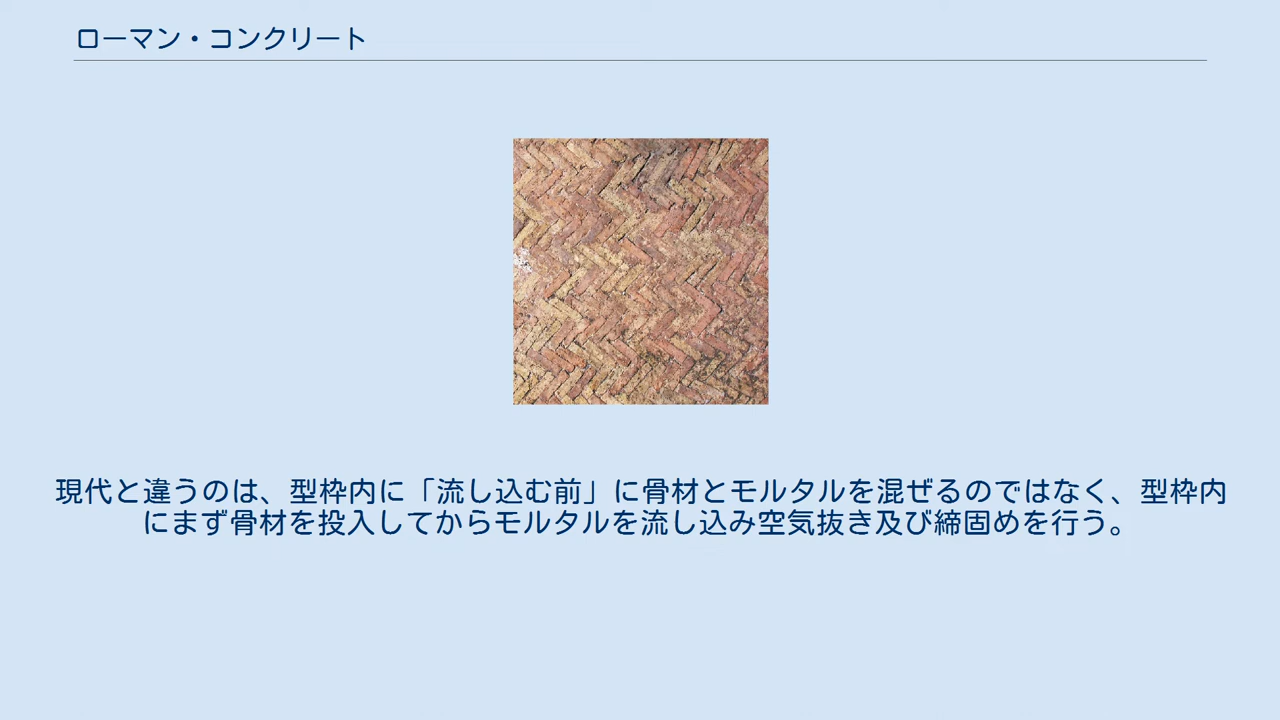 ローマン・コンクリート
現代と違うのは、型枠内に「流し込む前」に骨材とモルタルを混ぜるのではなく、型枠内
にまず骨材を投入してからモルタルを流し込み空気抜き及び締固めを行う。